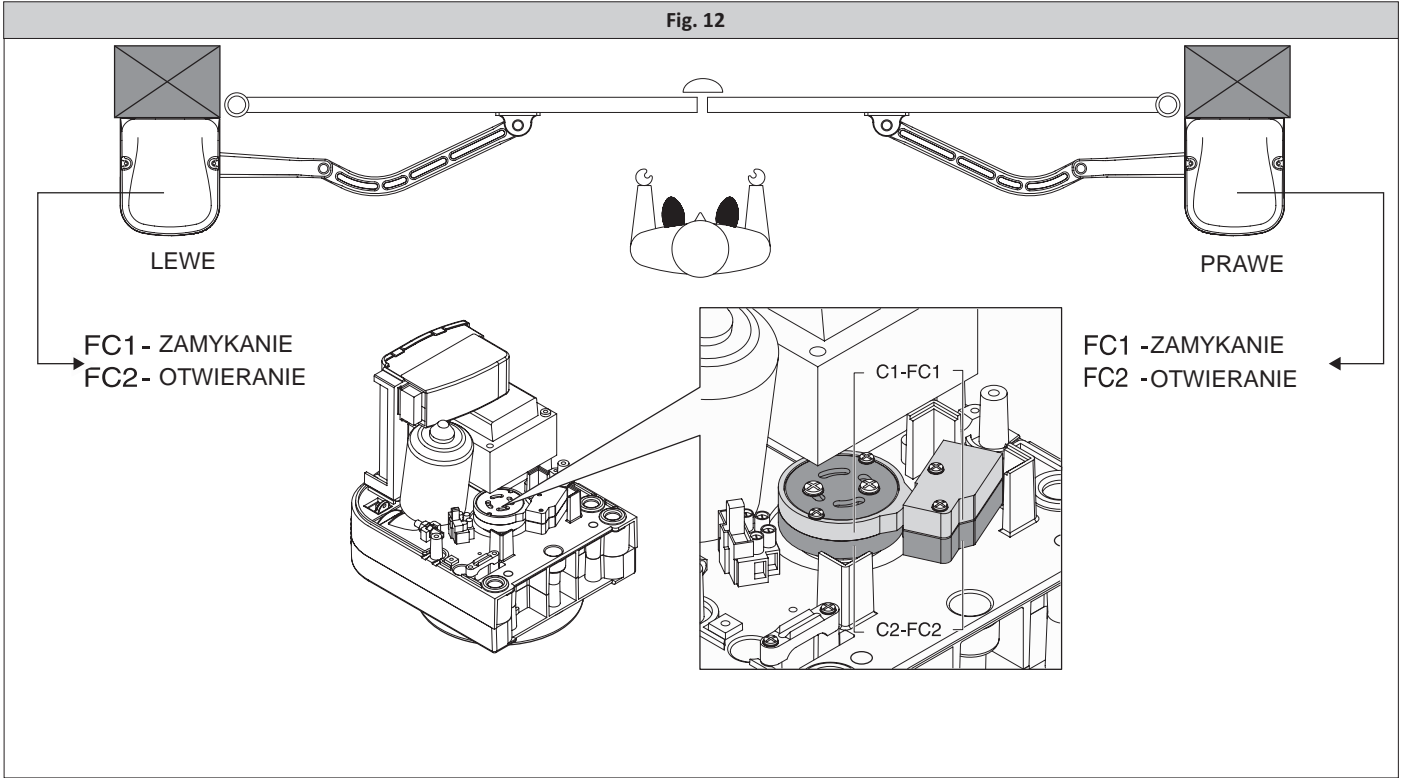 Fig. 12
LEWE
PRAWE
FC1- ZAMYKANIE
FC2- OTWIERANIE
FC1 -ZAMYKANIE
FC2 -OTWIERANIE
C1-FC1
C2-FC2